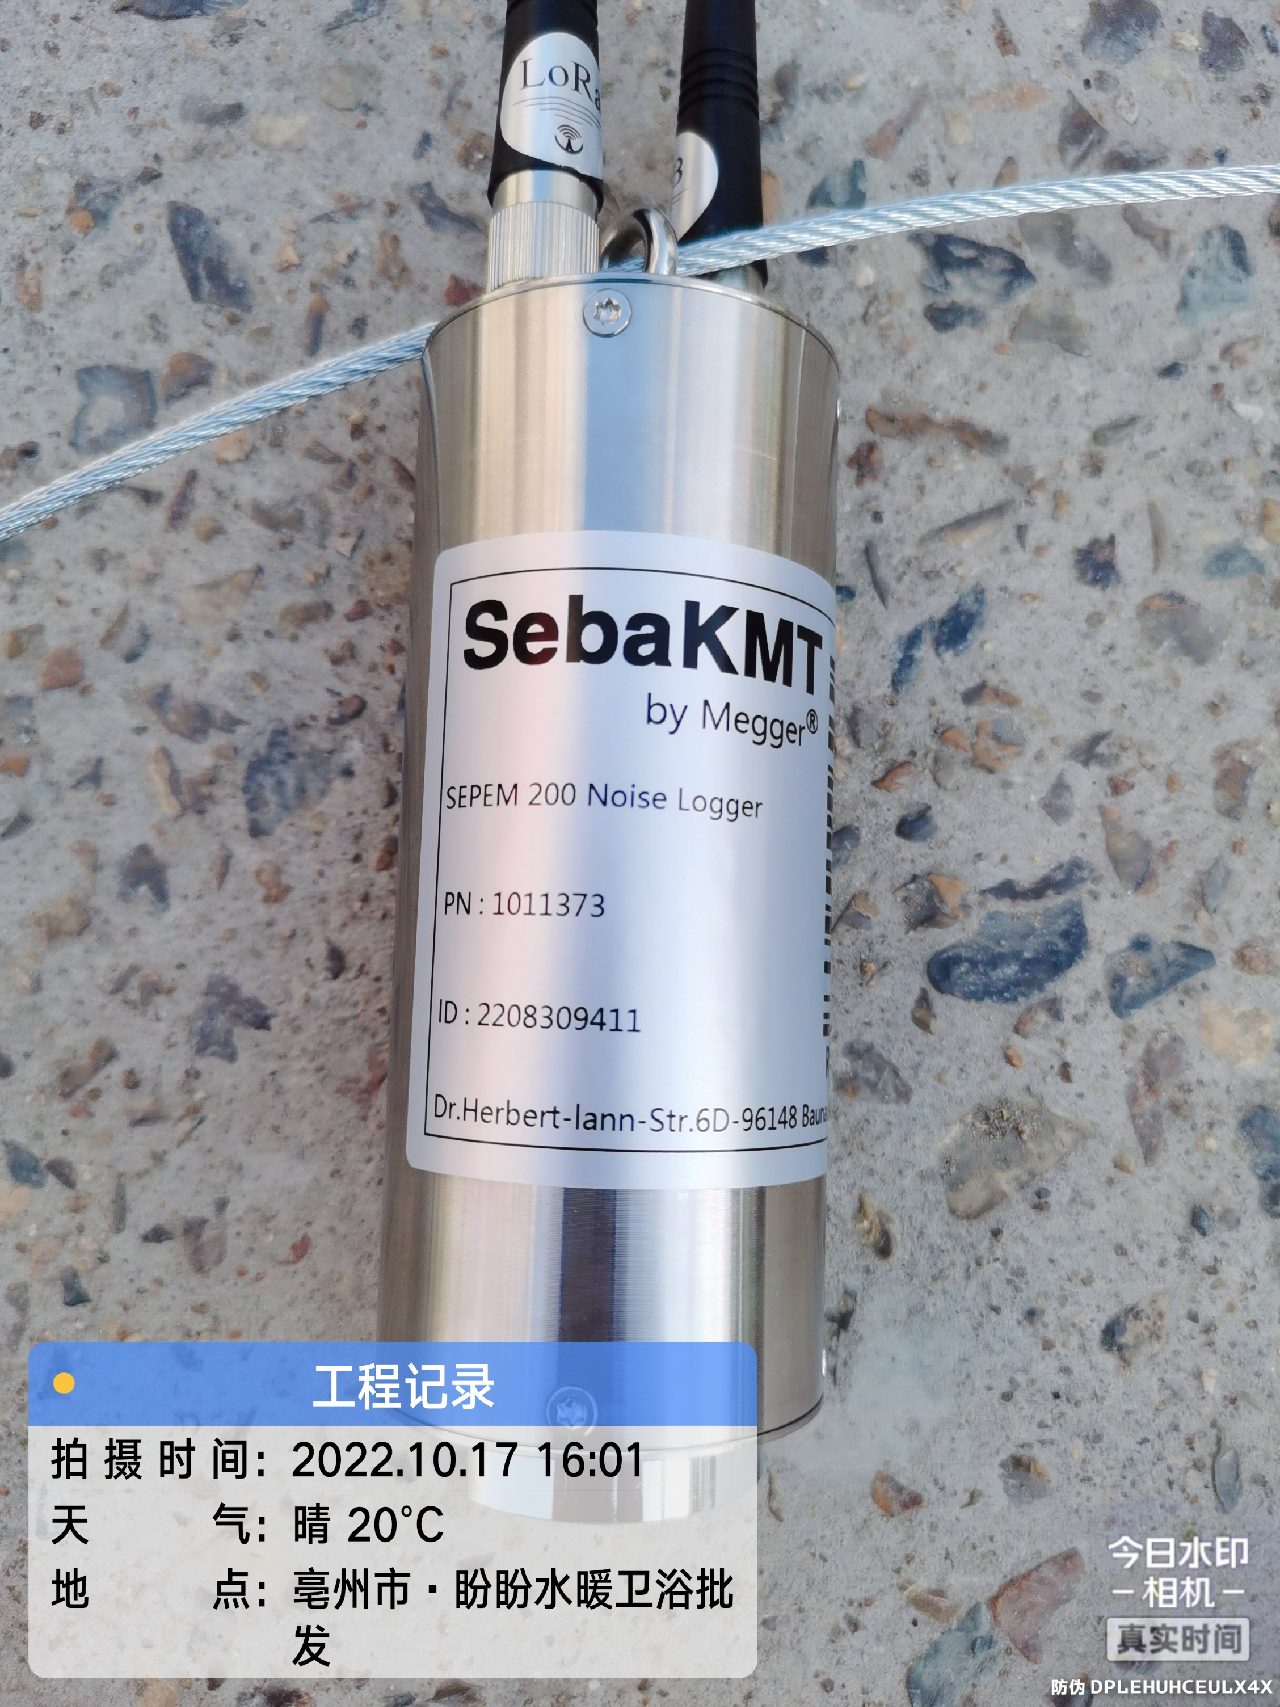 LoRa
SebaKMT
by Megger®
SEPEM 200 Noise Logger
PN : 1011373
ID : 2208309411
Dr.Herbert-Iann-Str.6D-96148
工程记录
拍摄时间: 2022.10.17 16:01
天气: 晴 20°C
地点: 亳州市·盼盼水暖卫浴批
发
今日水印
相机
真实时间
防伪 DPLEHUHCEULX4X